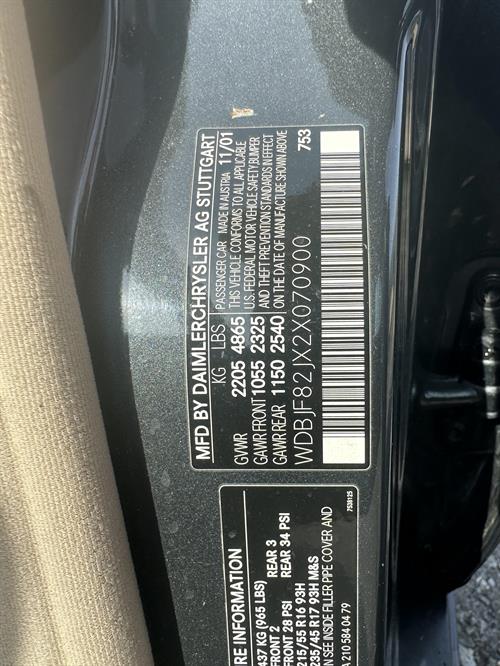 MFD BY DAIMLERCHRYSLER AG STUTTGART
PASSENGER CAR MADE IN AUSTRIA 11/01
THIS VEHICLE CONFORMS TO ALL APPLICABLE
U.S. FEDERAL MOTOR VEHICLE SAFETY,BUMPER
AND THEFT PREVENTION STANDARDS IN EFFECT
ON THE DATE OF MANUFACTURE SHOWN ABOVE
KG - LBS
GVWR 2205 4865
GAWR FRONT 1055 2325
GAWR REAR 1150 2540
WDBJF82JX2X070900
753
7538125
RE INFORMATION
437 KG (965 LBS)
FRONT 2 REAR 3
FRONT 28 PSI REAR 34 PSI
215/55 R16 93H
235/45 R17 93H M&S
N SEE INSIDE FILLER PIPE COVER AND
210 584 04 79